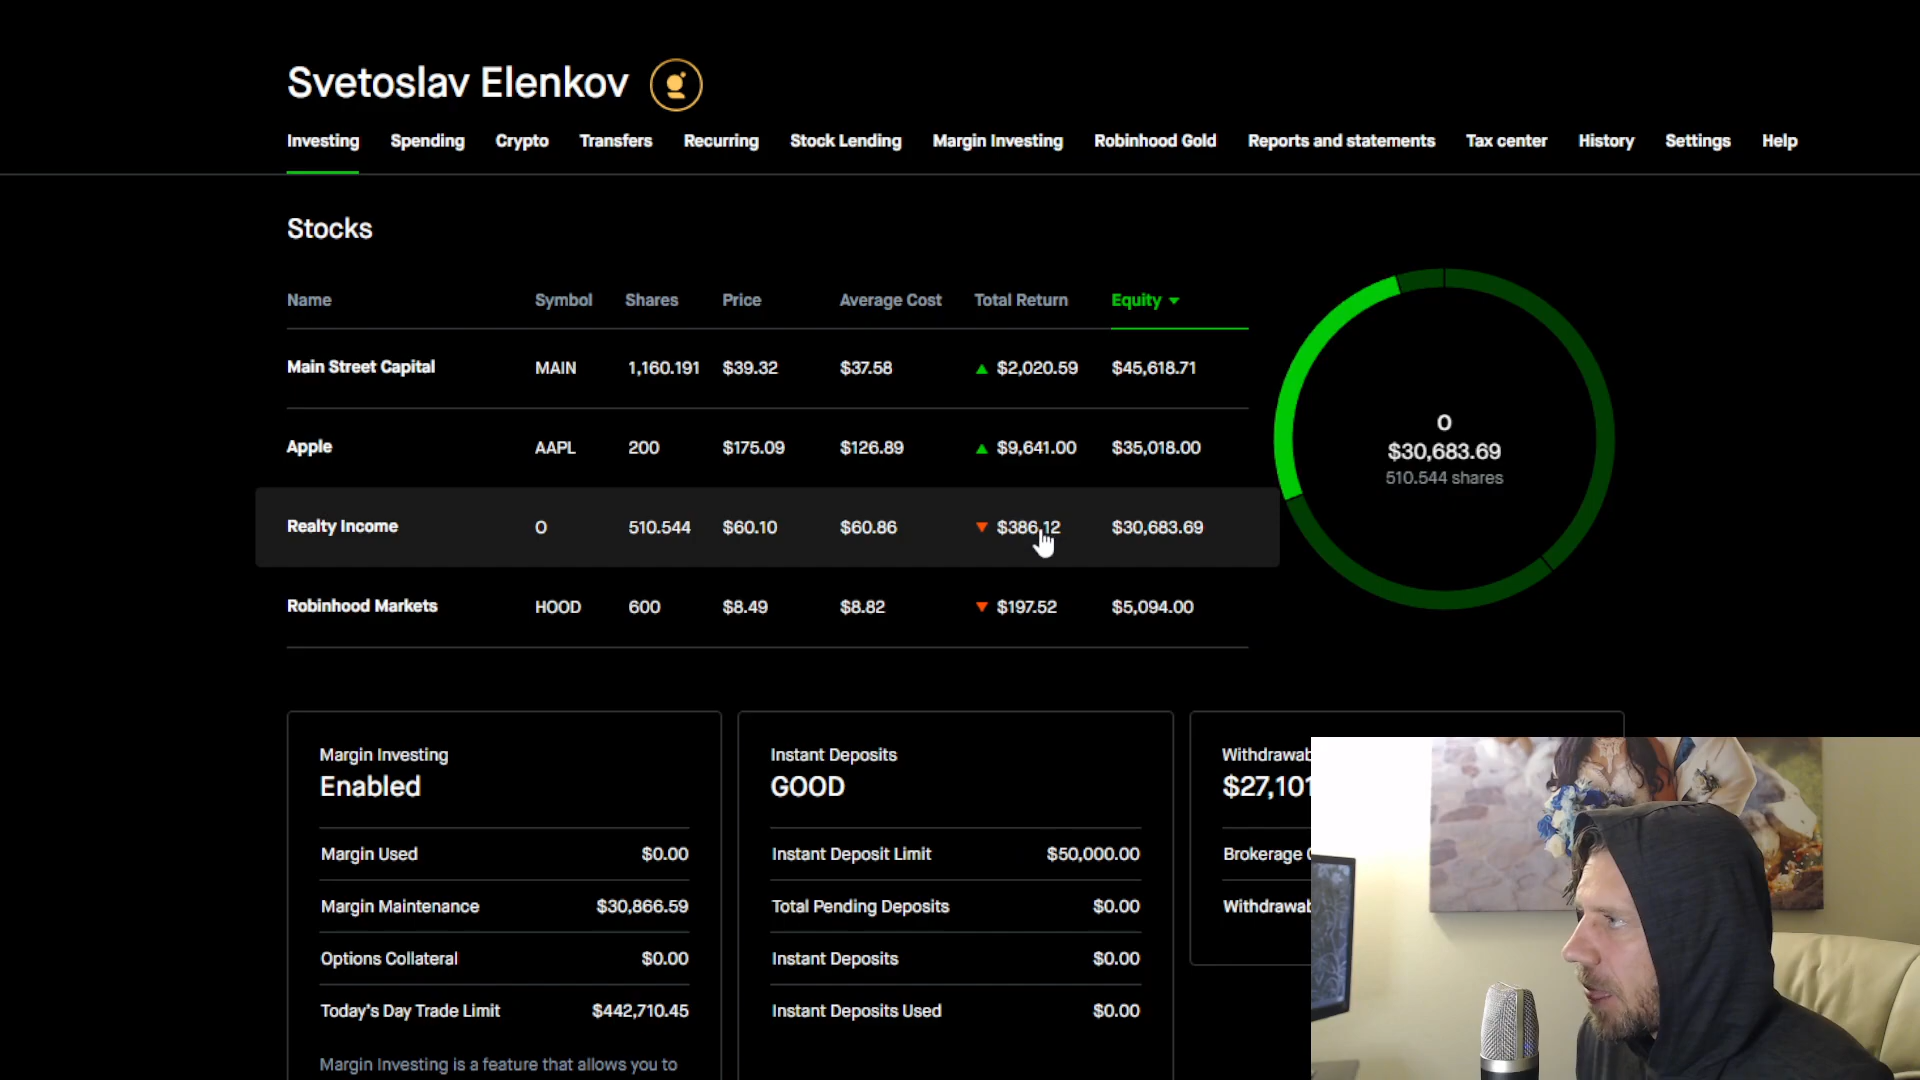 Svetoslav Elenkov
Investing Spending Crypto Transfers Recurring Stock Lending Margin Investing Robinhood Gold Reports and statements Tax center History Settings Help
Stocks
Name Symbol Shares Price Average Cost Total Return Equity
Main Street Capital MAIN 1,160.191 $39.32 $37.58 $2,020.59 $45,618.71
Apple AAPL 200 $175.09 $126.89 $9,641.00 $35,018.00
Realty Income O 510.544 $60.10 $60.86 $386.12 $30,683.69
Robinhood Markets HOOD 600 $8.49 $8.82 $197.52 $5,094.00
O
$30,683.69
510.544 shares
Margin Investing
Enabled
Margin Used $0.00
Margin Maintenance $30,866.59
Options Collateral $0.00
Today's Day Trade Limit $442,710.45
Margin Investing is a feature that allows you to
Instant Deposits
GOOD
Instant Deposit Limit $50,000.00
Total Pending Deposits $0.00
Instant Deposits $0.00
Instant Deposits Used $0.00
Withdrawab
$27,101
Brokerage
Withdrawab